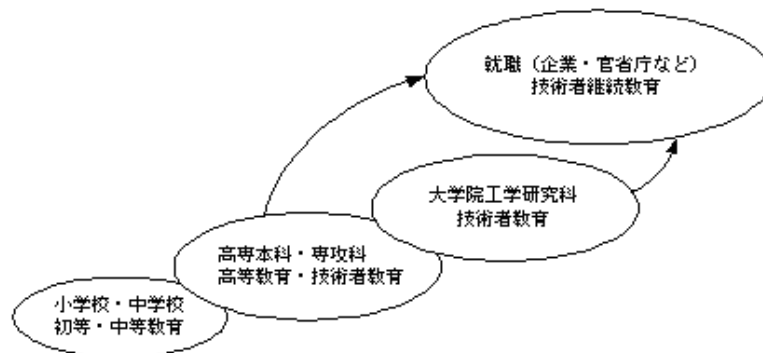 就職（企業・官省庁など）
技術者継続教育
大学院工学研究科
技術者教育
高専本科・専攻科
高等教育・技術者教育
小学校・中学校
初等・中等教育